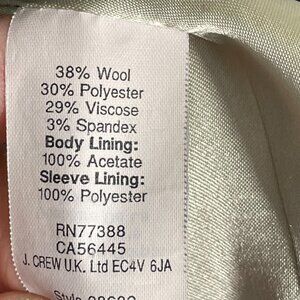 38% Wool
30% Polyester
29% Viscose
3% Spandex
Body Lining:
100% Acetate
Sleeve Lining:
100% Polyester
RN77388
CA56445
J. CREW U.K. Ltd EC4V 6JA
Style